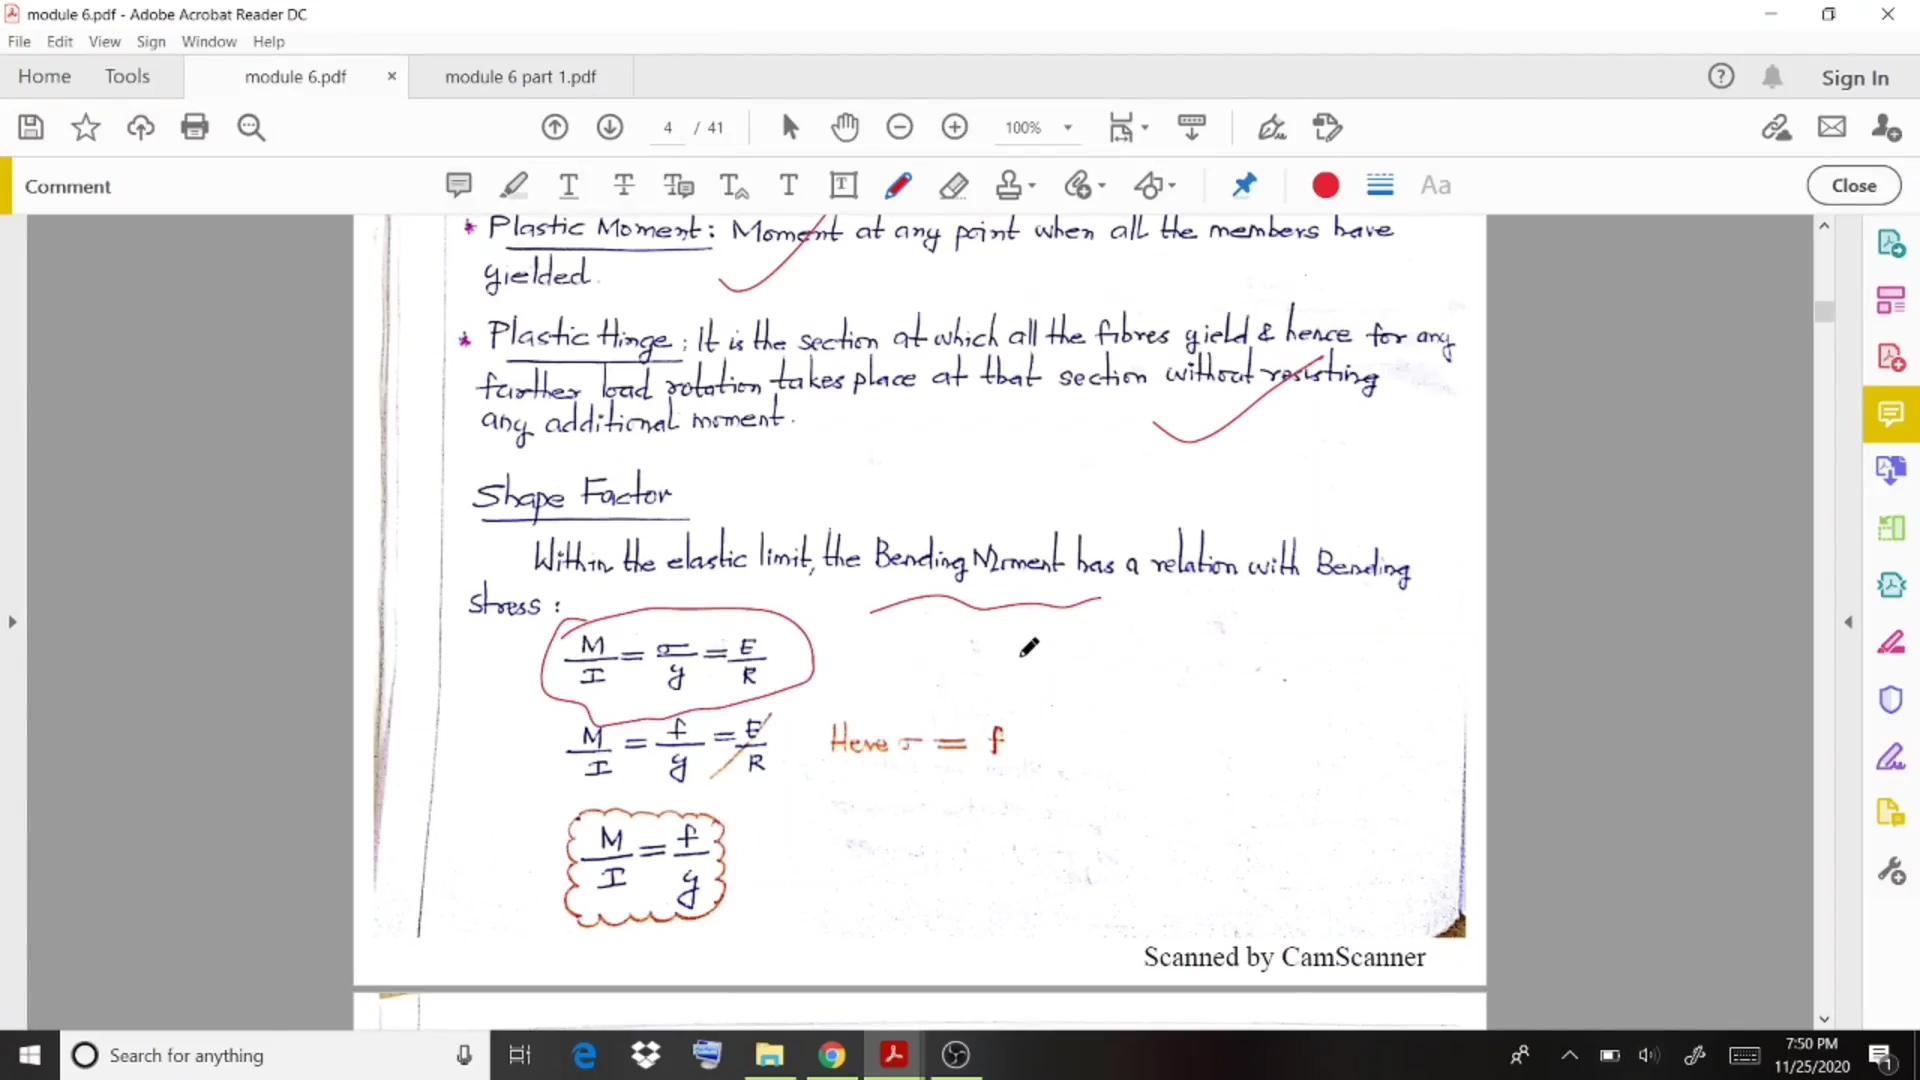 module 6.pdf - Adobe Acrobat Reader DC
File Edit View Sign Window Help
Home Tools module 6.pdf × module 6 part 1.pdf Sign In
4 / 41 100%
Comment Aa Close
* Plastic Moment : Moment at any point when all the members have
yielded.
* Plastic Hinge : It is the section at which all the fibres yield & hence for any
further load rotation takes place at that section without resisting
any additional moment.
Shape Factor
Within the elastic limit, the Bending Moment has a relation with Bending
stress :
M/I = σ/y = E/R
M/I = f/y = E/R Here σ = f
M/I = f/y
Scanned by CamScanner
Search for anything
7:50 PM
11/25/2020
1